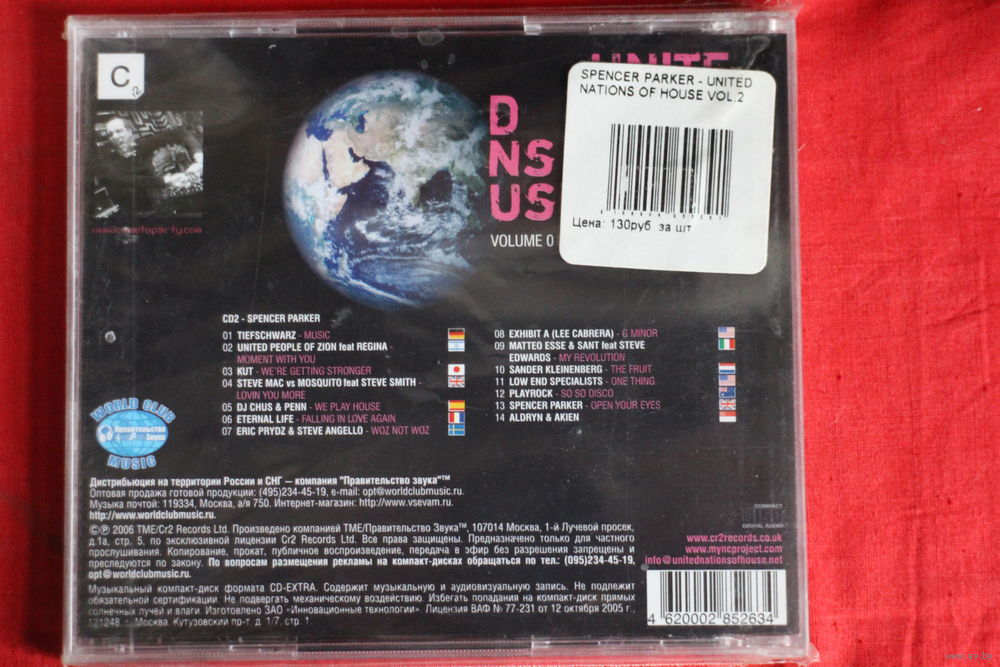 C
12
UNITE
D
NS
US
VOLUME 0
SPENCER PARKER - UNITED
NATIONS OF HOUSE VOL.2
Цена: 130руб за шт
CD2 - SPENCER PARKER
01 TIEFSCHWARZ - MUSIC
02 UNITED PEOPLE OF ZION feat REGINA -
MOMENT WITH YOU
03 KUT - WE'RE GETTING STRONGER
04 STEVE MAC vs MOSQUITO feat STEVE SMITH -
LOVIN YOU MORE
05 DJ CHUS & PENN - WE PLAY HOUSE
06 ETERNAL LIFE - FALLING IN LOVE AGAIN
07 ERIC PRYDZ & STEVE ANGELLO - WOZ NOT WOZ
08 EXHIBIT A (LEE CABRERA) - G MINOR
09 MATTEO ESSE & SANT feat STEVE
EDWARDS - MY REVOLUTION
10 SANDER KLEINENBERG - THE FRUIT
11 LOW END SPECIALISTS - ONE THING
12 PLAYROCK - SO SO DISCO
13 SPENCER PARKER - OPEN YOUR EYES
14 ALDRYN & AKIEN
WORLD CLUB
Правительство
Звука
MUSIC
Дистрибьюция на территории России и СНГ — компания "Правительство звука"™
Оптовая продажа готовой продукции: (495)234-45-19, e-mail: opt@worldclubmusic.ru.
Музыка почтой: 119334, Москва, а/я 750. Интернет-магазин: http://www.vsevam.ru.
http://www.worldclubmusic.ru.
©℗ 2006 TME/Cr2 Records Ltd. Произведено компанией TME/Правительство Звука™, 107014 Москва, 1-й Лучевой просек,
д.1а, стр. 5, по эксклюзивной лицензии Cr2 Records Ltd. Все права защищены. Предназначено только для частного
прослушивания. Копирование, прокат, публичное воспроизведение, передача в эфир без разрешения запрещены и
преследуются по закону. По вопросам размещения рекламы на компакт-дисках обращаться по тел.: (095)234-45-19,
opt@worldclubmusic.ru.
Музыкальный компакт-диск формата CD-EXTRA. Содержит музыкальную и аудиовизуальную запись. Не подлежит
обязательной сертификации. Не подвергать механическому воздействию. Избегать попадания на компакт-диск прямых
солнечных лучей и влаги. Изготовлено ЗАО «Инновационные технологии». Лицензия ВАФ № 77-231 от 12 октября 2005 г.,
121248, г. Москва, Кутузовский пр-т, д. 1/7, стр. 1.
COMPACT
DIGITAL AUDIO
www.cr2records.co.uk
www.myncproject.com
info@unitednationsofhouse.net
4 620002 852634